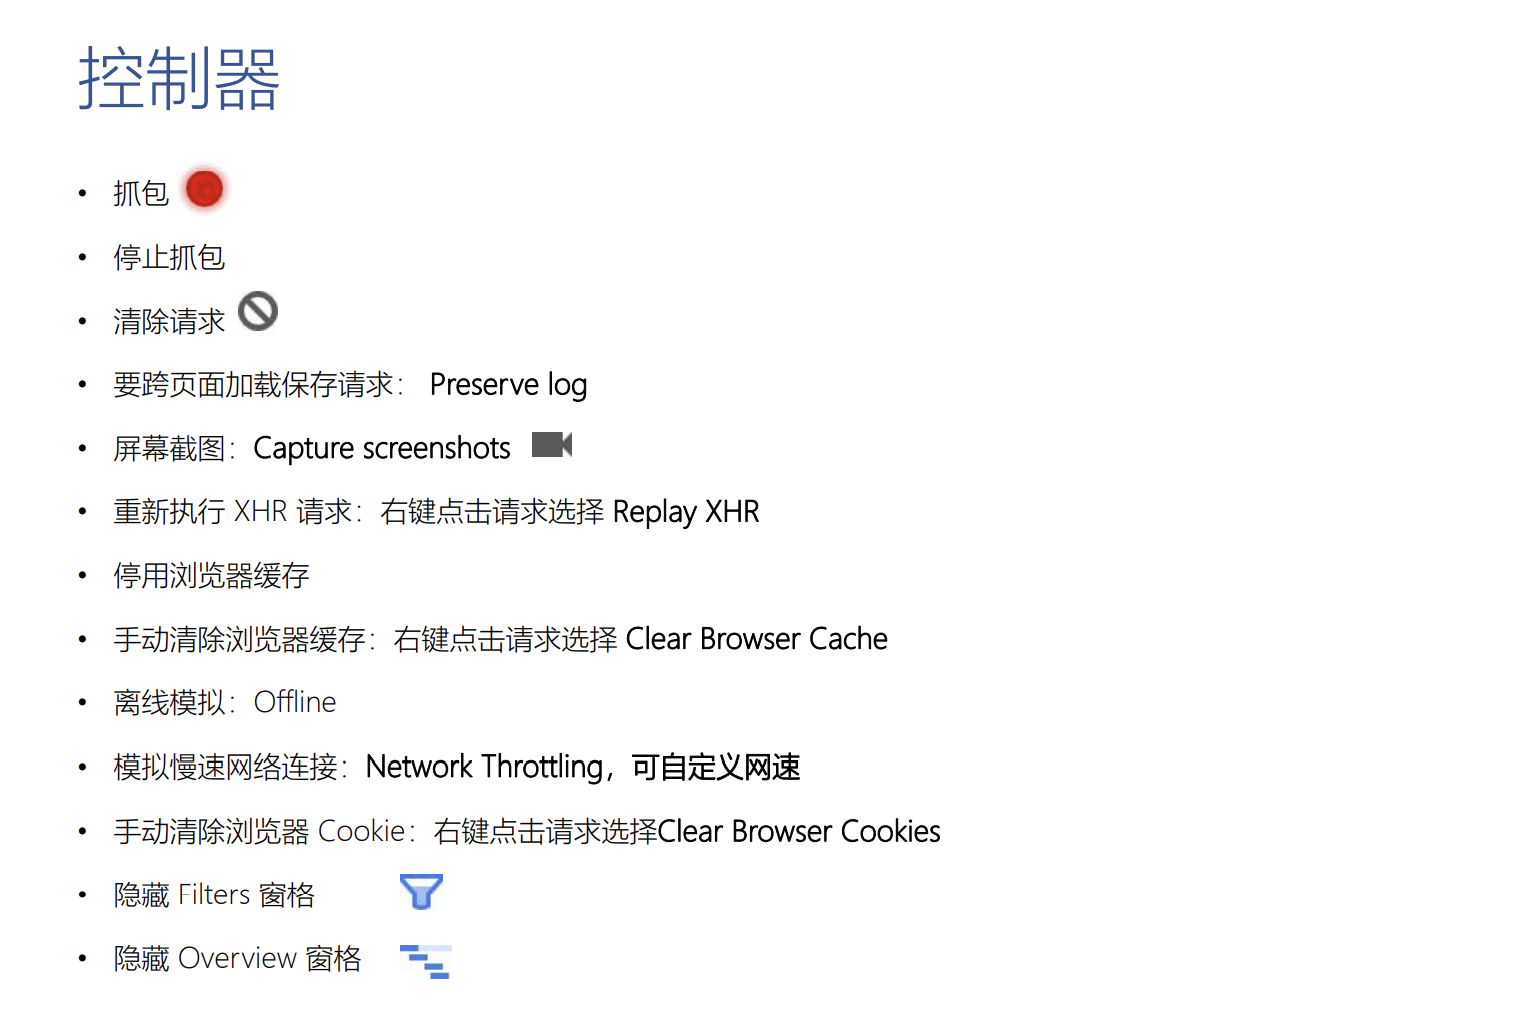 控制器
• 抓包
• 停止抓包
• 清除请求
• 要跨页面加载保存请求： Preserve log
• 屏幕截图：Capture screenshots
• 重新执行 XHR 请求：右键点击请求选择 Replay XHR
• 停用浏览器缓存
• 手动清除浏览器缓存：右键点击请求选择 Clear Browser Cache
• 离线模拟：Offline
• 模拟慢速网络连接：Network Throttling，可自定义网速
• 手动清除浏览器 Cookie：右键点击请求选择Clear Browser Cookies
• 隐藏 Filters 窗格
• 隐藏 Overview 窗格